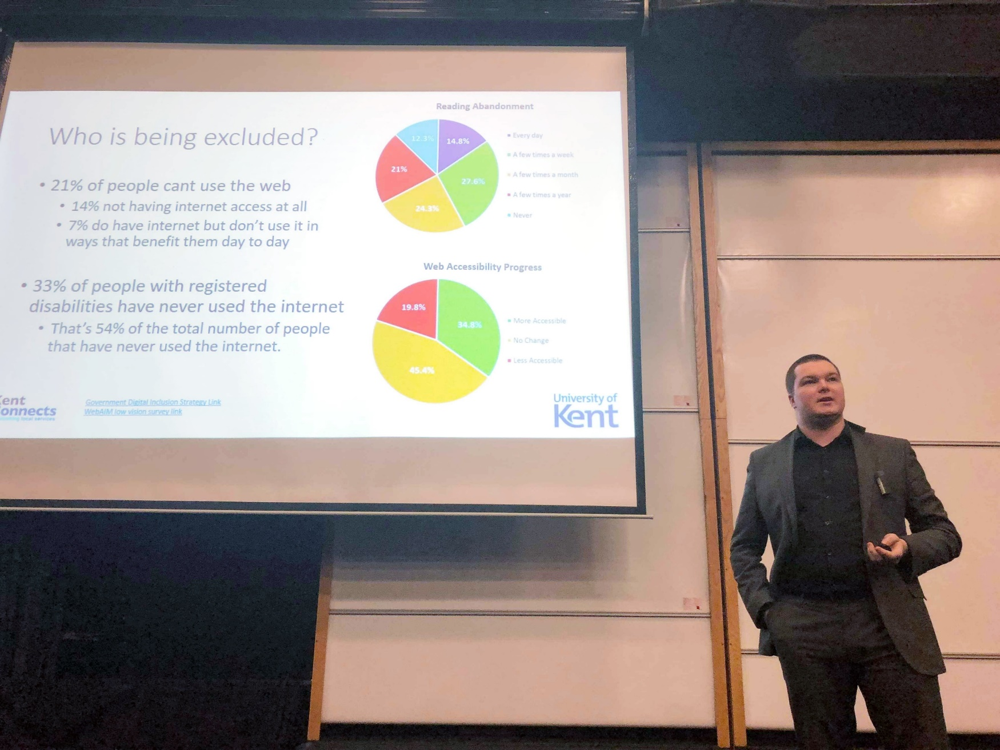 Who is being excluded?
• 21% of people cant use the web
• 14% not having internet access at all
• 7% do have internet but don't use it in
ways that benefit them day to day
• 33% of people with registered
disabilities have never used the internet
• That's 54% of the total number of people
that have never used the internet.
Government Digital Inclusion Strategy Link
WebAIM low vision survey link
Reading Abandonment
12.3%
14.8%
21%
27.6%
24.3%
Every day
A few times a week
A few times a month
A few times a year
Never
Web Accessibility Progress
19.8%
34.8%
45.4%
More Accessible
No Change
Less Accessible
University of
Kent